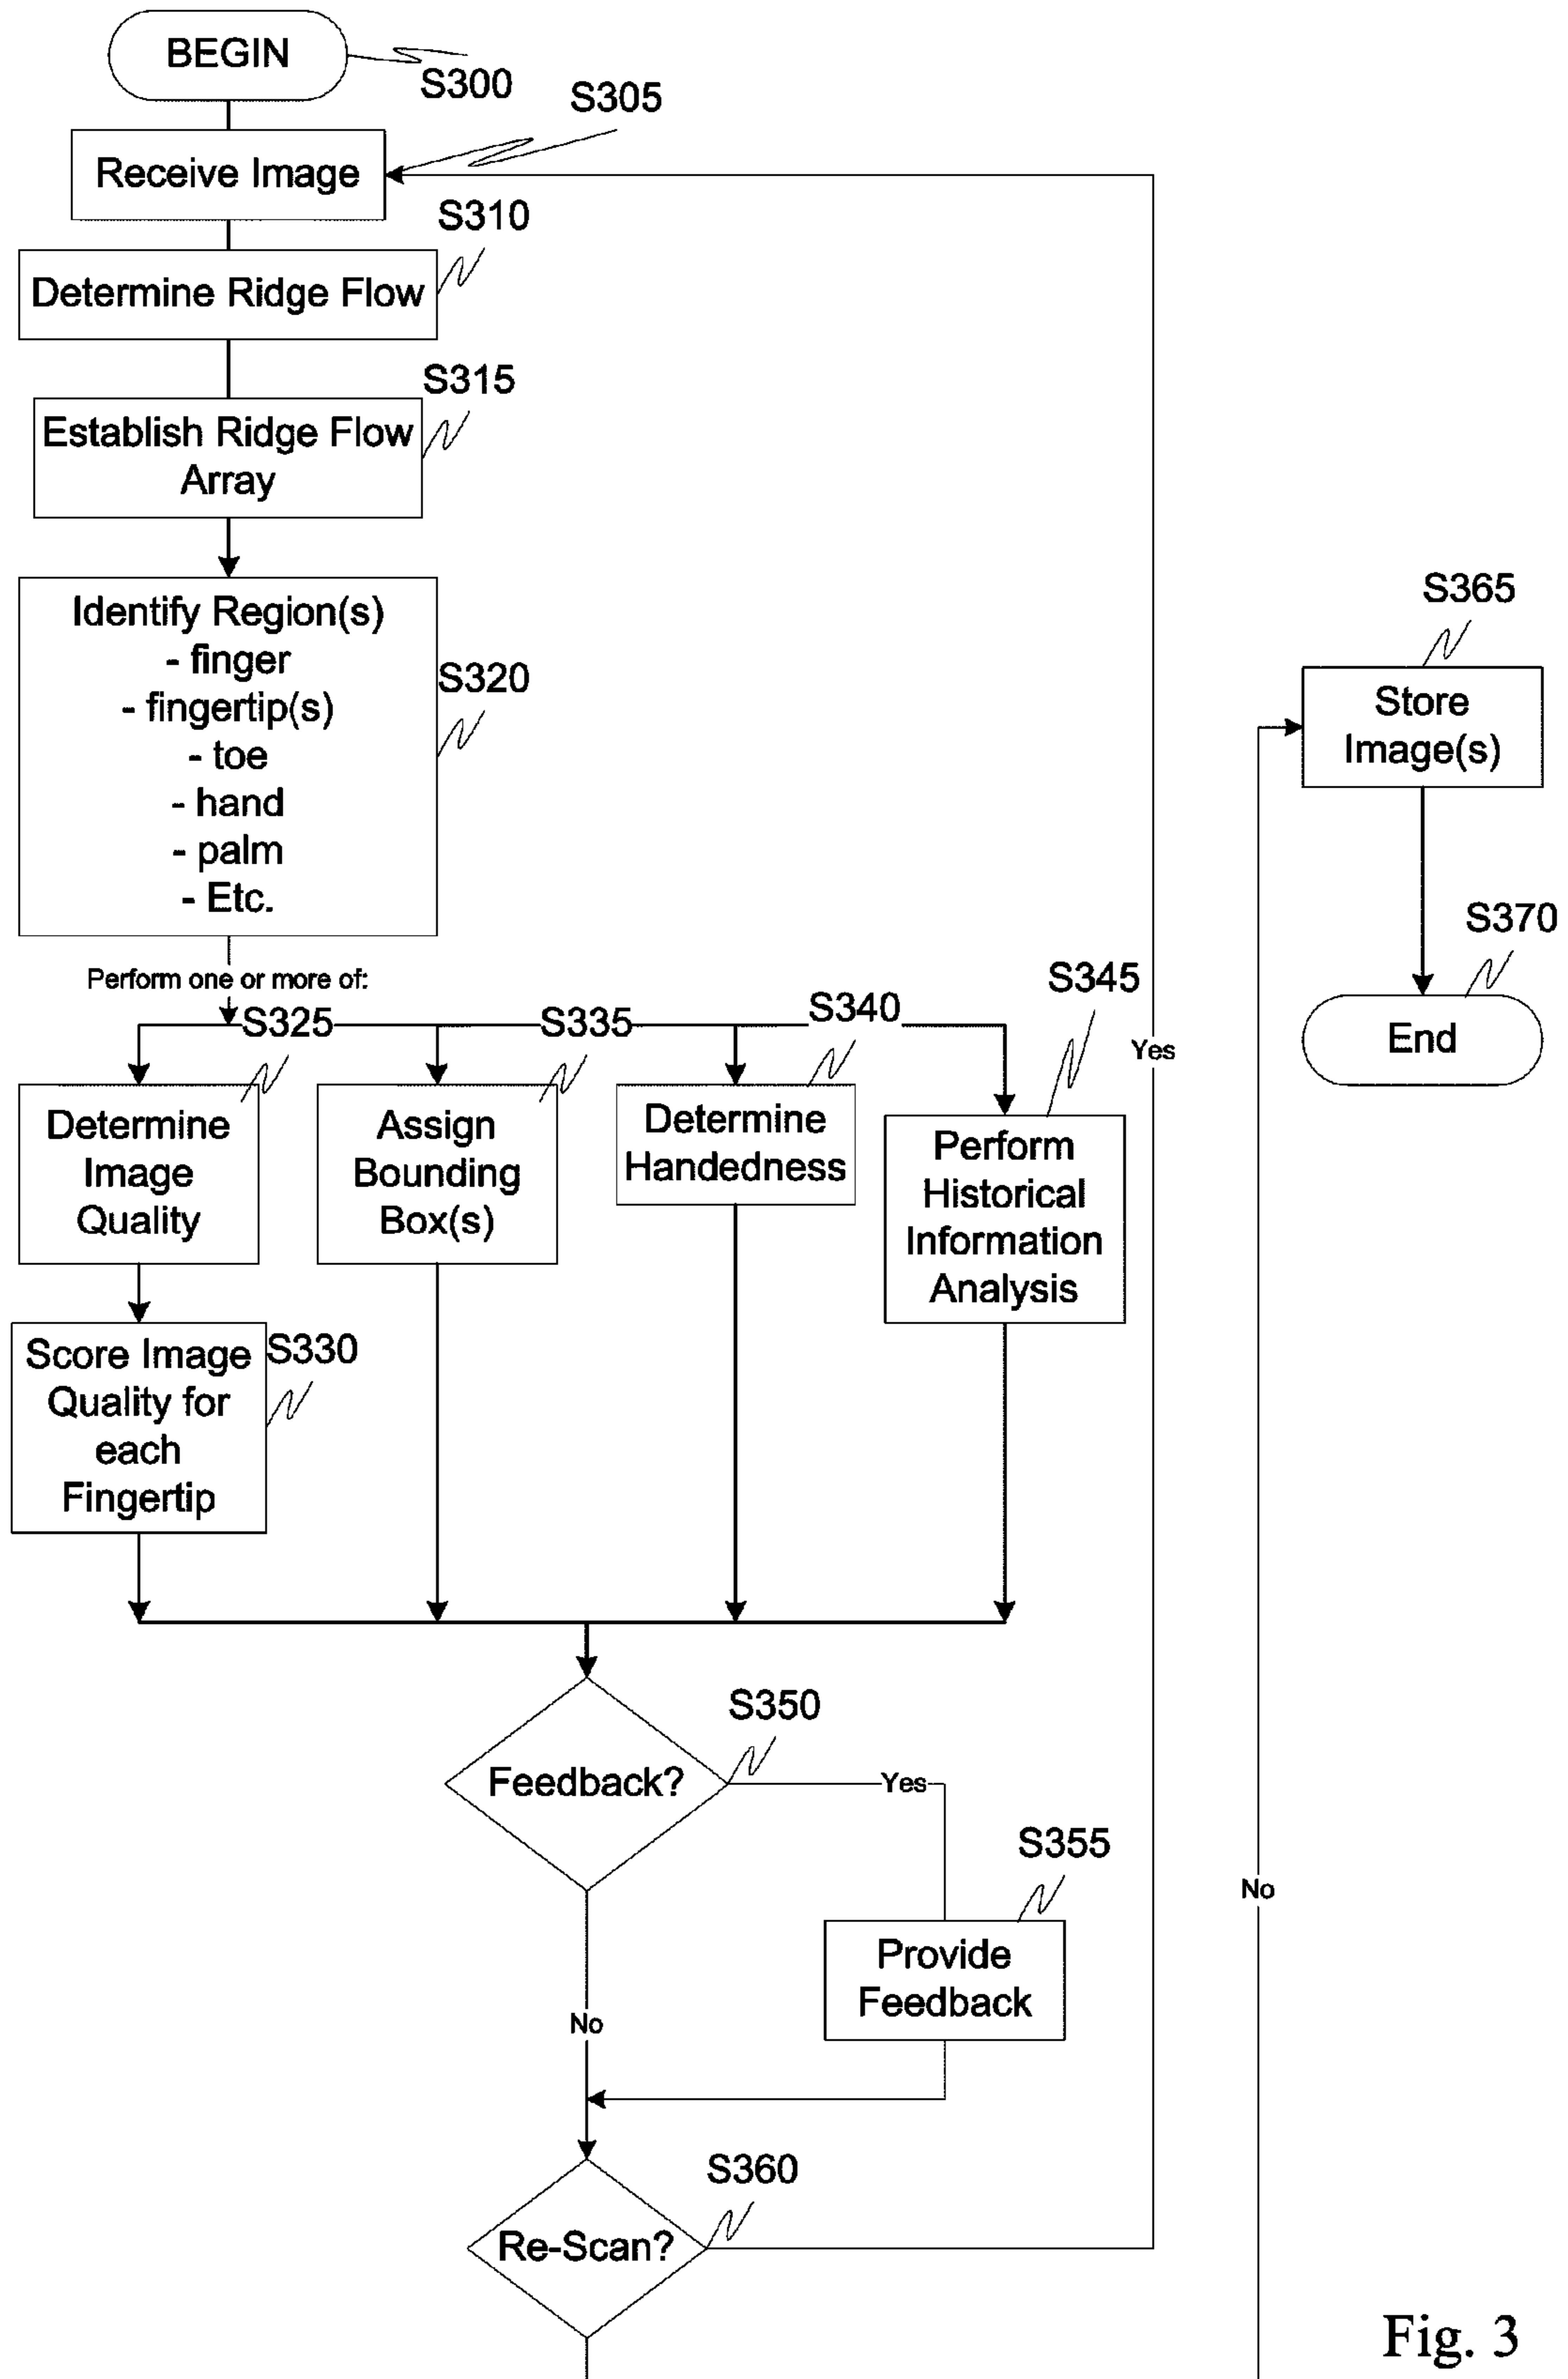 BEGIN
S300
S305
Receive Image
S310
Determine Ridge Flow
S315
Establish Ridge Flow
Array
Identify Region(s)
- finger
- fingertip(s)
- toe
- hand
- palm
- Etc.
S320
S365
Store
Image(s)
S370
End
Perform one or more of:
S325
S335
S340
S345
Yes
Determine
Image
Quality
Assign
Bounding
Box(s)
Determine
Handedness
Perform
Historical
Information
Analysis
Score Image
Quality for
each
Fingertip
S330
S350
Feedback?
Yes
S355
No
Provide
Feedback
No
S360
Re-Scan?
Fig. 3